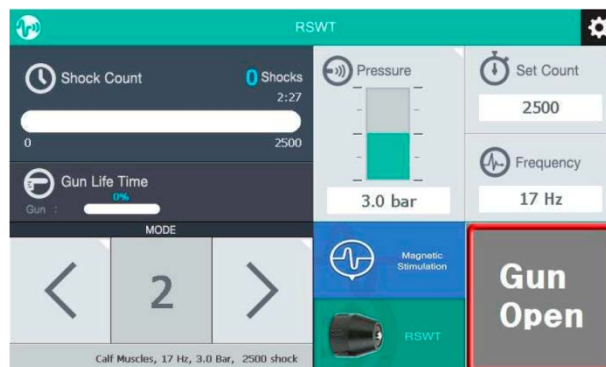 RSWT
Shock Count
0 Shocks
2:27
0
2500
Gun Life Time
0%
Gun :
MODE
2
Calf Muscles, 17 Hz, 3.0 Bar, 2500 shock
Pressure
3.0 bar
Set Count
2500
Frequency
17 Hz
Magnetic
Stimulation
RSWT
Gun
Open